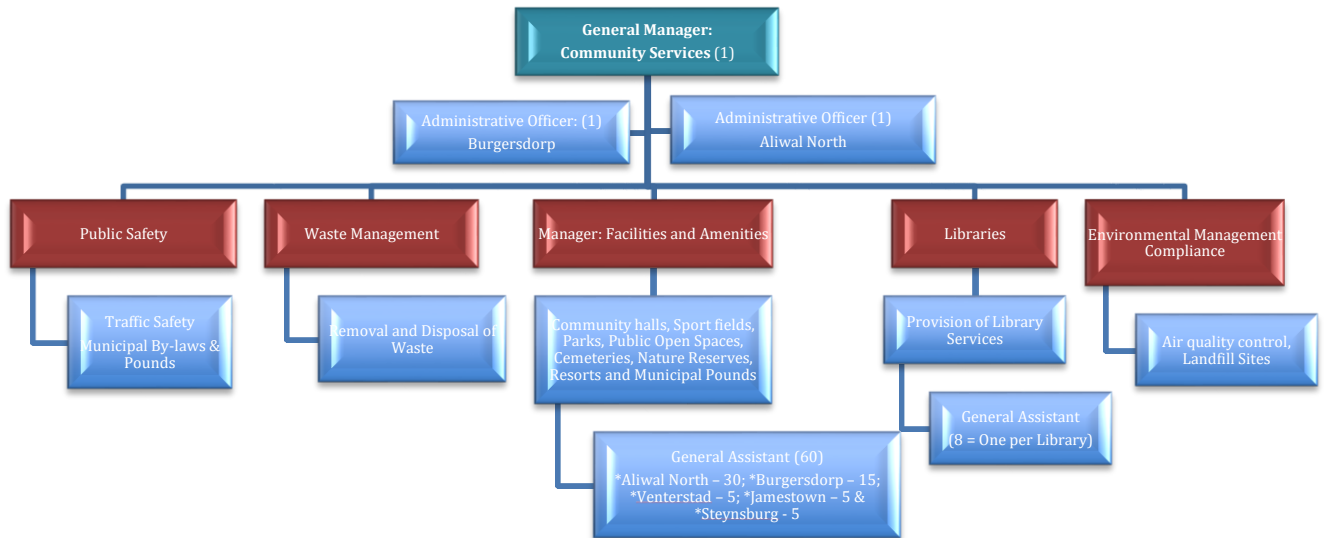 General Manager:
Community Services (1)
Administrative Officer: (1)
Burgersdorp
Administrative Officer (1)
Aliwal North
Public Safety
Waste Management
Manager: Facilities and Amenities
Libraries
Environmental Management
Compliance
Traffic Safety
Municipal By-laws &
Pounds
Removal and Disposal of
Waste
Community halls, Sport fields,
Parks, Public Open Spaces,
Cemeteries, Nature Reserves,
Resorts and Municipal Pounds
Provision of Library
Services
Air quality control,
Landfill Sites
General Assistant
(8 = One per Library)
General Assistant (60)
*Aliwal North – 30; *Burgersdorp – 15;
*Venterstad – 5; *Jamestown – 5 &
*Steynsburg - 5